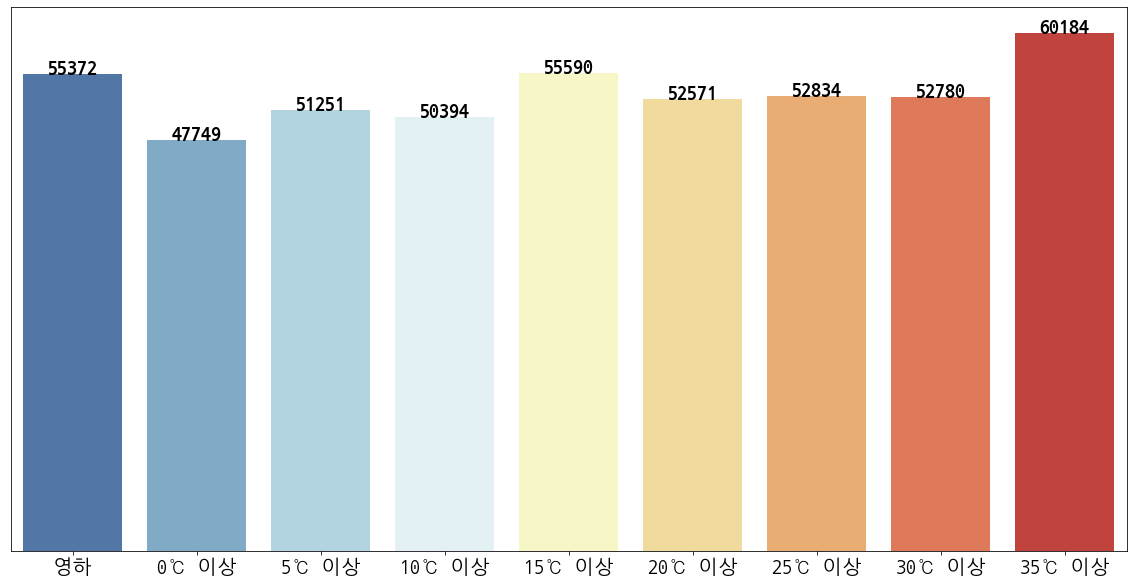 55372
47749
51251
50394
55590
52571
52834
52780
60184
영하
0℃ 이상
5℃ 이상
10℃ 이상
15℃ 이상
20℃ 이상
25℃ 이상
30℃ 이상
35℃ 이상